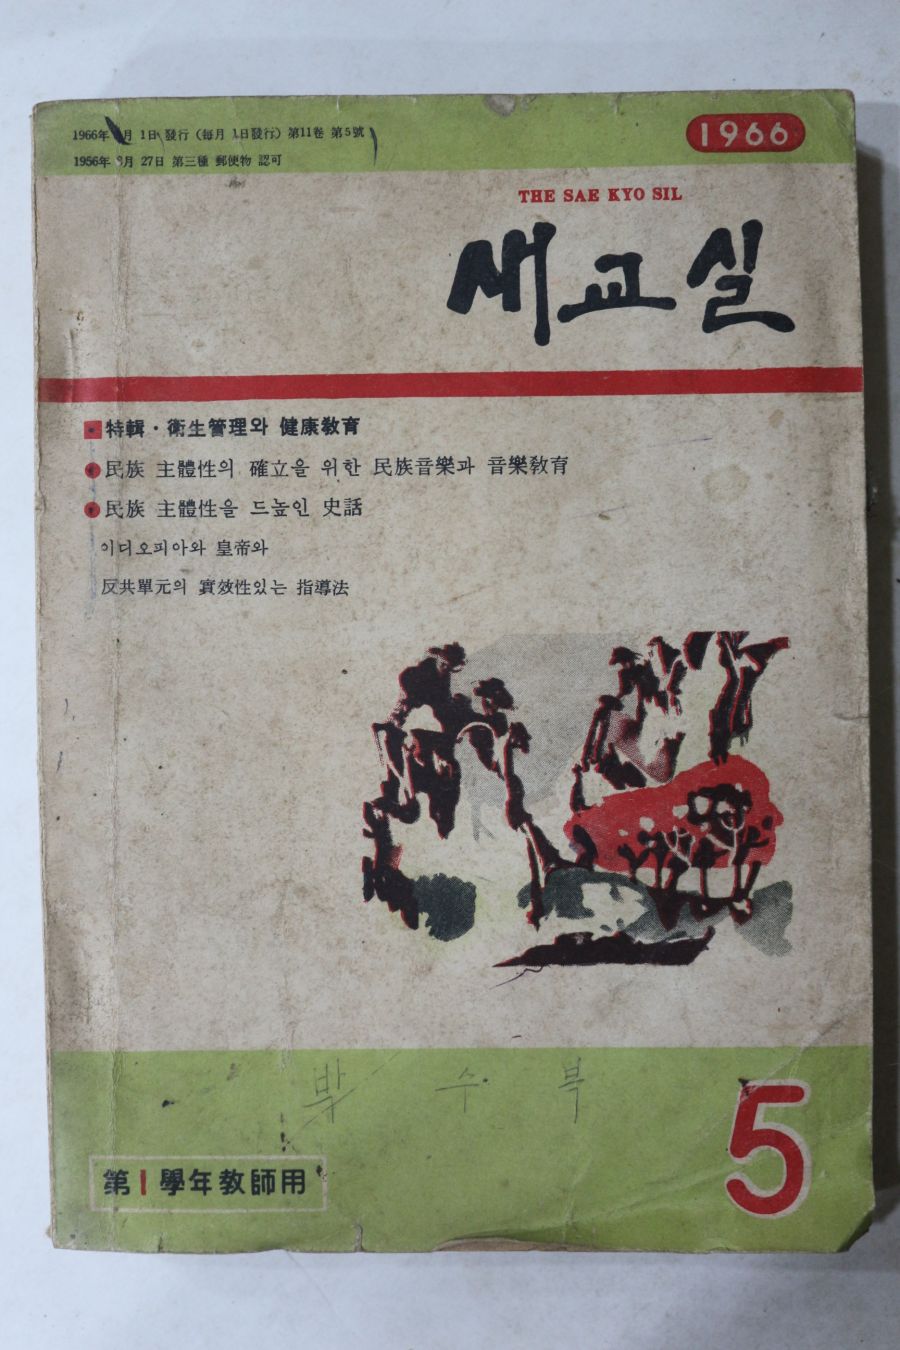 1966年 月 1日 發行 (每月 1日發行) 第11卷 第5號
1956年 月 27日 第三種 郵便物 認可
1966
THE SAE KYO SIL
새교실
特輯・衛生管理와 健康敎育
民族 主體性의 確立을 위한 民族音樂과 音樂敎育
民族 主體性을 드높인 史話
이디오피아와 皇帝와
反共單元의 實效性있는 指導法
박 수 복
5
第1學年敎師用